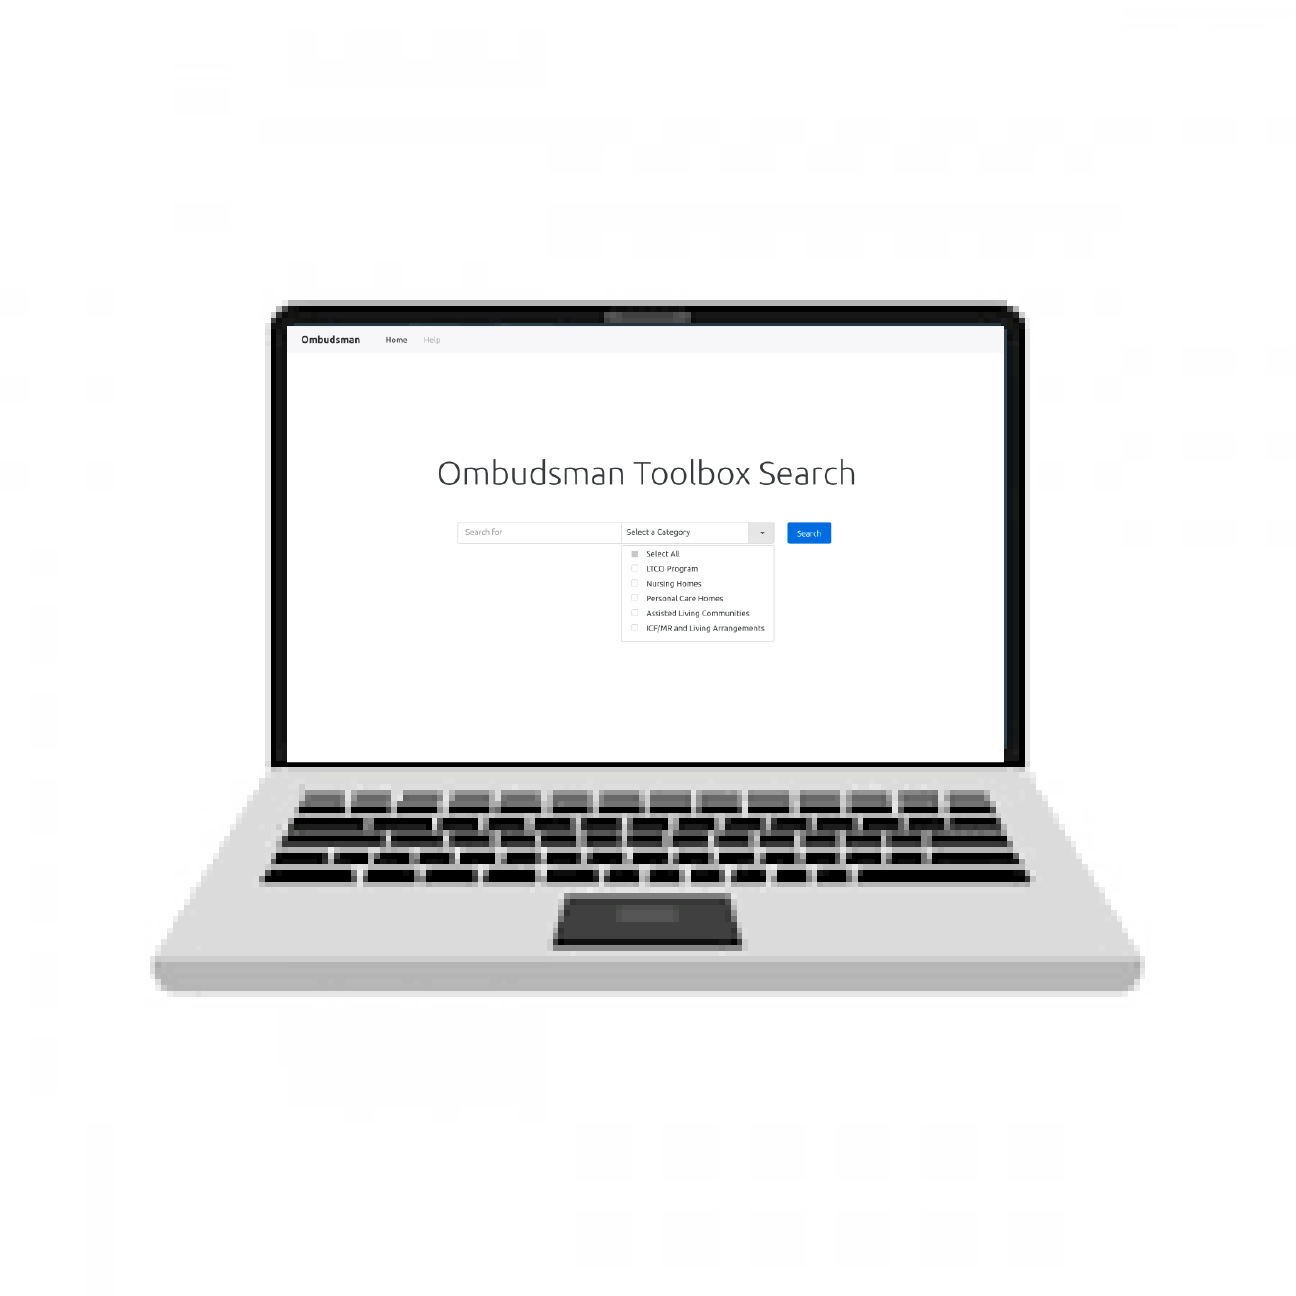 Ombudsman Home Help
Ombudsman Toolbox Search
Search for Select a Category Search
Select All
LTCO Program
Nursing Homes
Personal Care Homes
Assisted Living Communities
ICF/MR and Living Arrangements